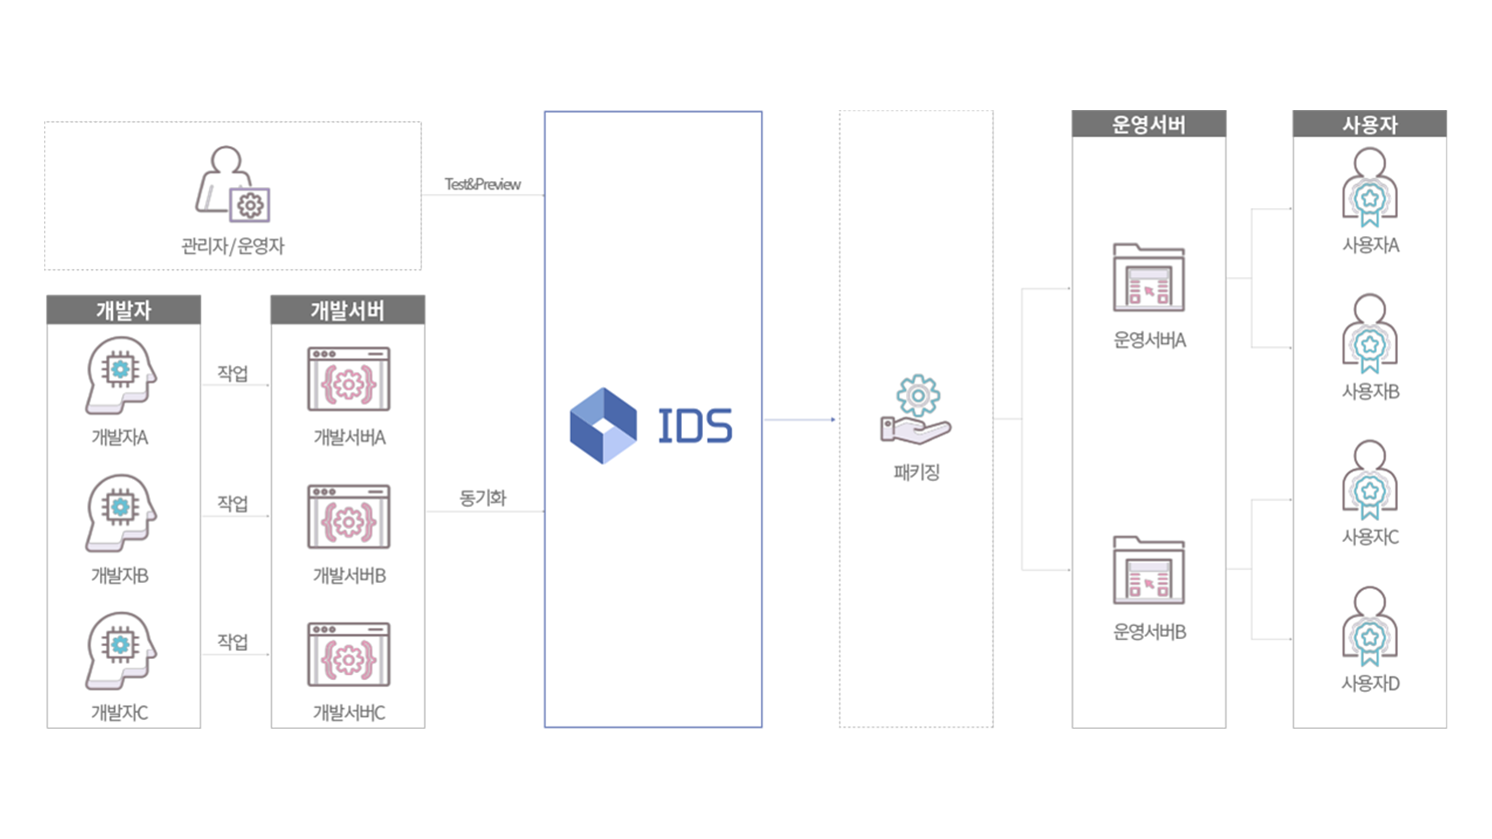 관리자/운영자
Test&Preview
개발자
개발자A
개발자B
개발자C
작업
작업
작업
개발서버
개발서버A
개발서버B
개발서버C
동기화
IDS
패키징
운영서버
운영서버A
운영서버B
사용자
사용자A
사용자B
사용자C
사용자D